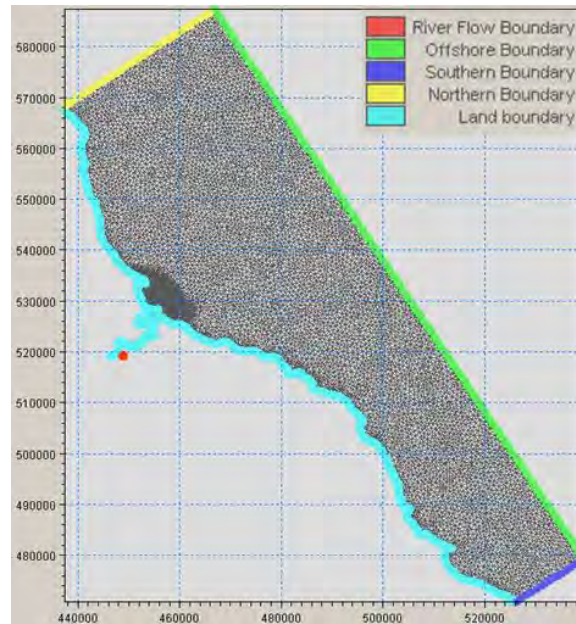 River Flow Boundary
Offshore Boundary
Southern Boundary
Northern Boundary
Land boundary
580000
570000
560000
550000
540000
530000
520000
510000
500000
490000
480000
440000 460000 480000 500000 520000